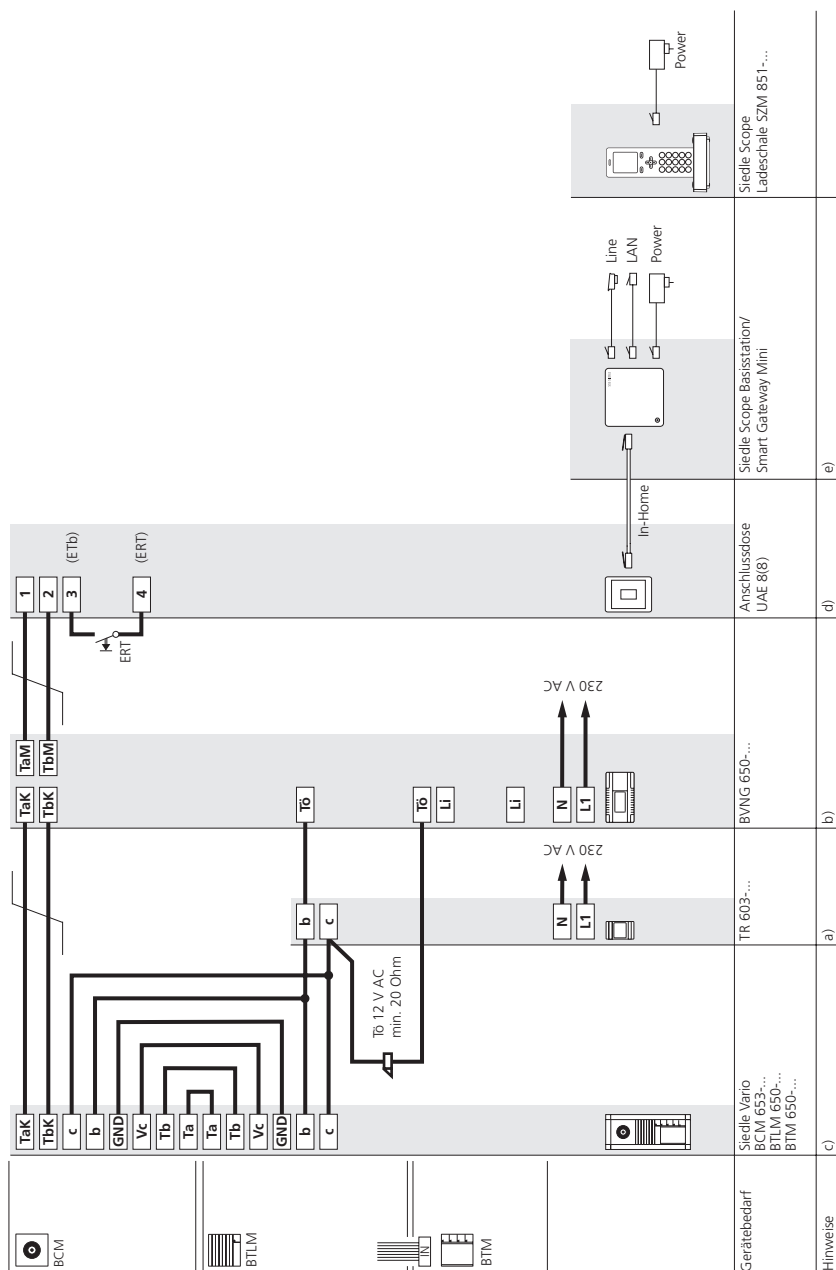 BCM
BTLM
IN
BTM
Gerätebedarf
Hinweise
TaK
TbK
c
b
GND
Vc
Tb
Ta
Ta
Tb
Vc
GND
b
c
Siedle Vario
BCM 653-...
BTLM 650-...
BTM 650-...
c)
Tö 12 V AC
min. 20 Ohm
b
c
N
L1
230 V AC
TR 603-...
a)
TaK
TbK
TaM
TbM
Tö
Tö
Li
Li
N
L1
230 V AC
BVNG 650-...
b)
ERT
1
2
3
(ETb)
4
(ERT)
Anschlussdose
UAE 8(8)
d)
In-Home
Line
LAN
Power
Siedle Scope Basisstation/
Smart Gateway Mini
e)
Power
Siedle Scope
Ladeschale SZM 851-...